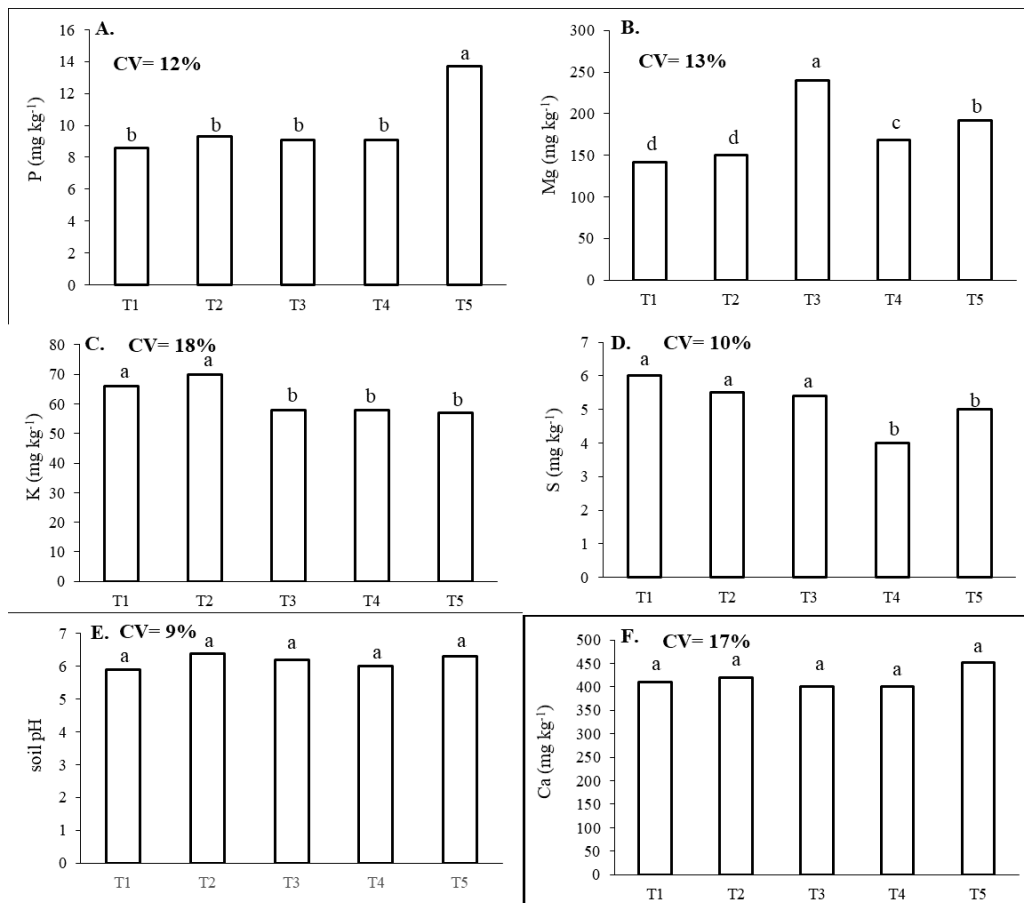 A.
CV= 12%
P (mg kg-1)
16
14
12
10
8
6
4
2
0
b
b
b
b
a
T1 T2 T3 T4 T5
B.
CV= 13%
Mg (mg kg-1)
300
250
200
150
100
50
0
d
d
a
c
b
T1 T2 T3 T4 T5
C.
CV= 18%
K (mg kg-1)
80
70
60
50
40
30
20
10
0
a
a
b
b
b
T1 T2 T3 T4 T5
D.
CV= 10%
S (mg kg-1)
7
6
5
4
3
2
1
0
a
a
a
b
b
T1 T2 T3 T4 T5
E.
CV= 9%
soil pH
7
6
5
4
3
2
1
0
a
a
a
a
a
T1 T2 T3 T4 T5
F.
CV= 17%
Ca (mg kg-1)
500
450
400
350
300
250
200
150
100
50
0
a
a
a
a
a
T1 T2 T3 T4 T5